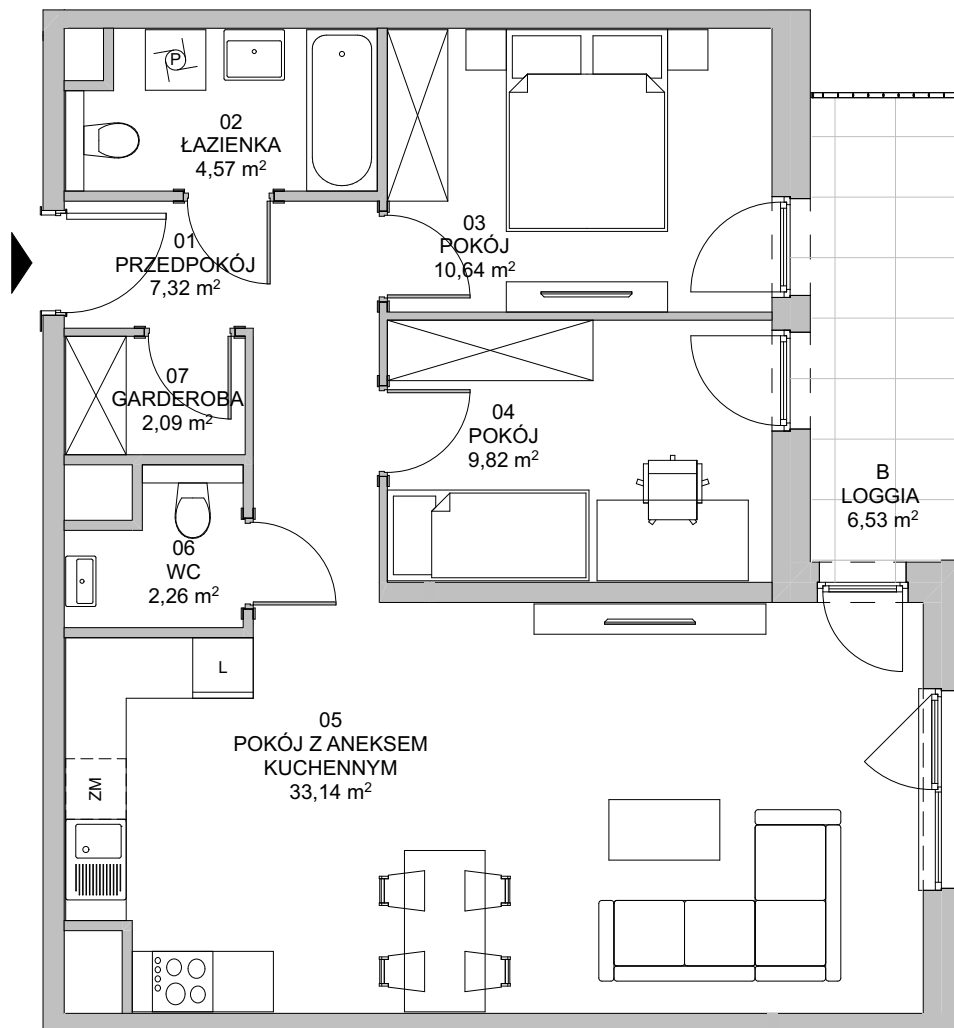 P
02
ŁAZIENKA
4,57 m²
01
PRZEDPOKÓJ
7,32 m²
03
POKÓJ
10,64 m²
07
GARDEROBA
2,09 m²
04
POKÓJ
9,82 m²
B
LOGGIA
6,53 m²
06
WC
2,26 m²
L
05
POKÓJ Z ANEKSEM
KUCHENNYM
33,14 m²
ZM